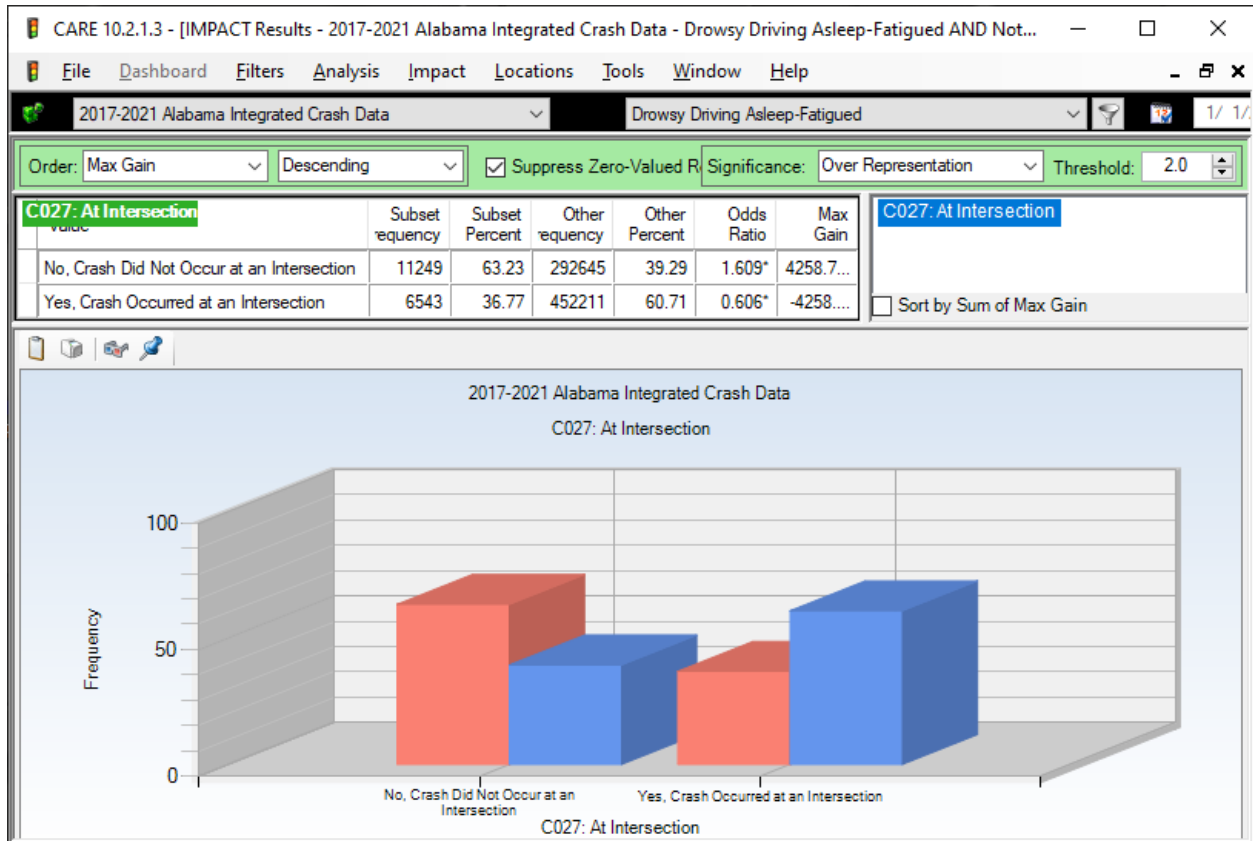 CARE 10.2.1.3 - [IMPACT Results - 2017-2021 Alabama Integrated Crash Data - Drowsy Driving Asleep-Fatigued AND Not...
File Dashboard Filters Analysis Impact Locations Tools Window Help
2017-2021 Alabama Integrated Crash Data Drowsy Driving Asleep-Fatigued 1/ 1/
Order: Max Gain Descending Suppress Zero-Valued R Significance: Over Representation Threshold: 2.0
C027: At Intersection Subset Subset Other Other Odds Max C027: At Intersection
equency Percent equency Percent Ratio Gain
No, Crash Did Not Occur at an Intersection 11249 63.23 292645 39.29 1.609* 4258.7...
Yes, Crash Occurred at an Intersection 6543 36.77 452211 60.71 0.606* -4258.... Sort by Sum of Max Gain
2017-2021 Alabama Integrated Crash Data
C027: At Intersection
Frequency
100
50
0
No, Crash Did Not Occur at an
Intersection
Yes, Crash Occurred at an Intersection
C027: At Intersection